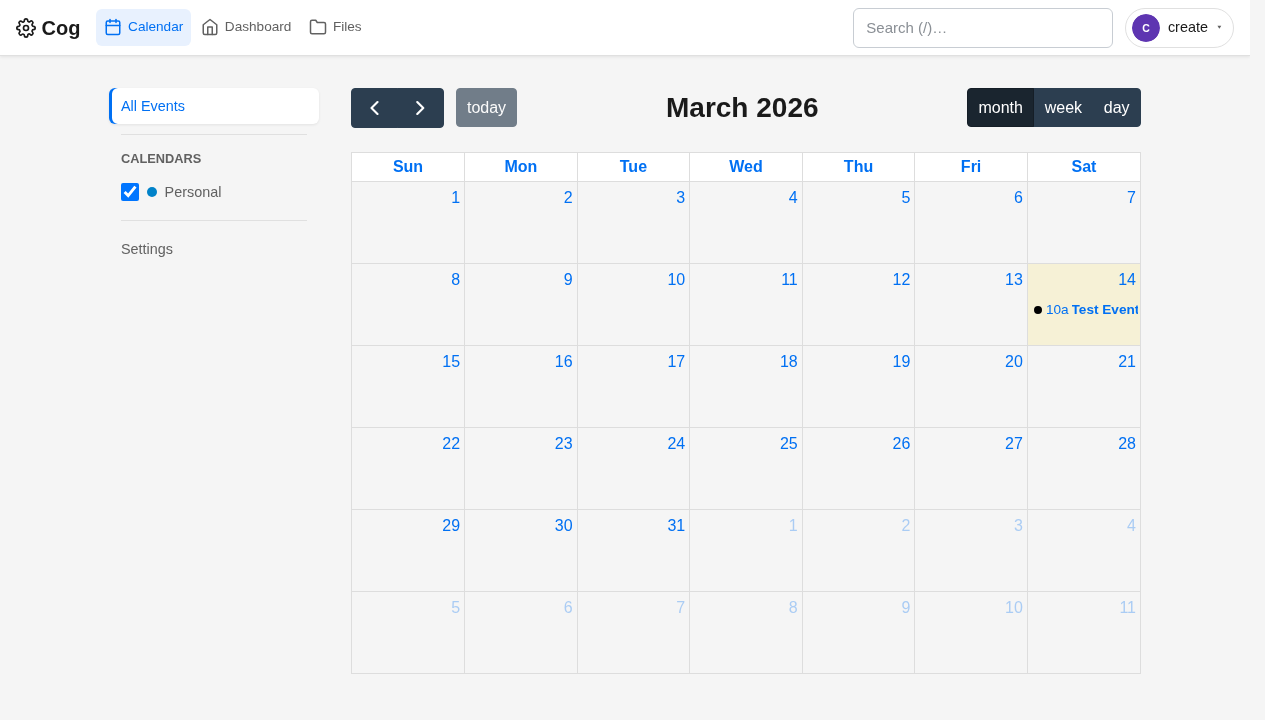 Cog Calendar Dashboard Files Search (/)... C create
All Events
CALENDARS
Personal
Settings
today March 2026 month week day
Sun Mon Tue Wed Thu Fri Sat
1 2 3 4 5 6 7
8 9 10 11 12 13 14
10a Test Event
15 16 17 18 19 20 21
22 23 24 25 26 27 28
29 30 31 1 2 3 4
5 6 7 8 9 10 11